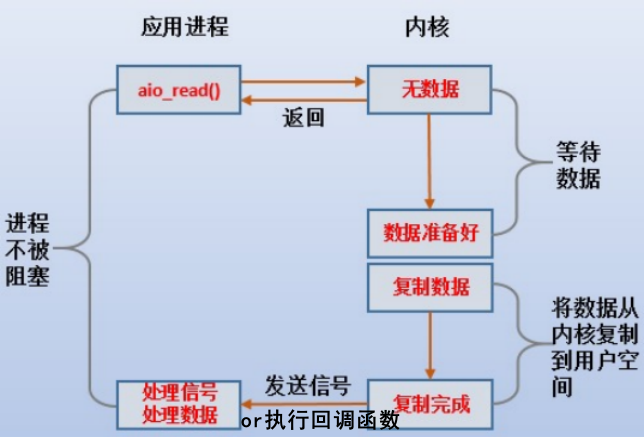 应用进程
内核
aio_read()
无数据
返回
等待
数据
进程
不被
阻塞
数据准备好
复制数据
将数据从
内核复制
到用户空
间
处理信号
处理数据
发送信号
复制完成
or执行回调函数